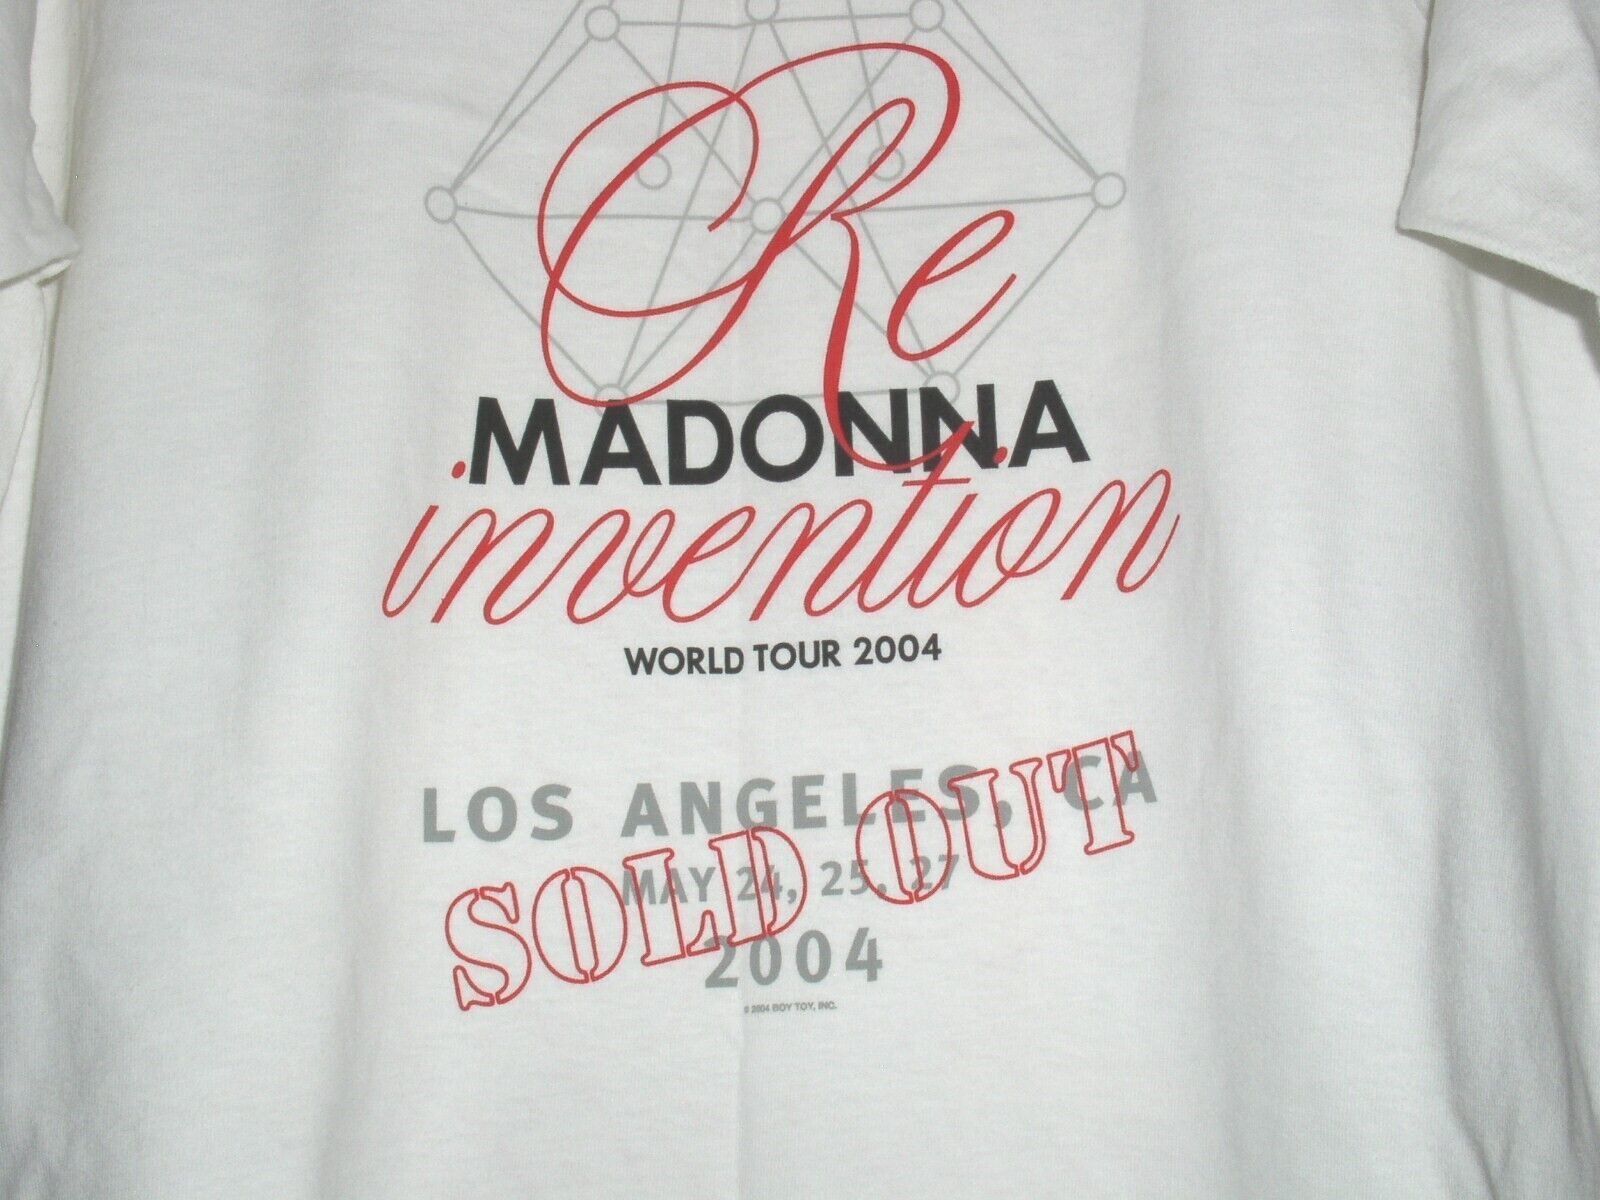 Re
MADONNA
invention
WORLD TOUR 2004
LOS ANGELES, CA
MAY 24, 25, 27
SOLD OUT
2004
© 2004 BOY TOY, INC.